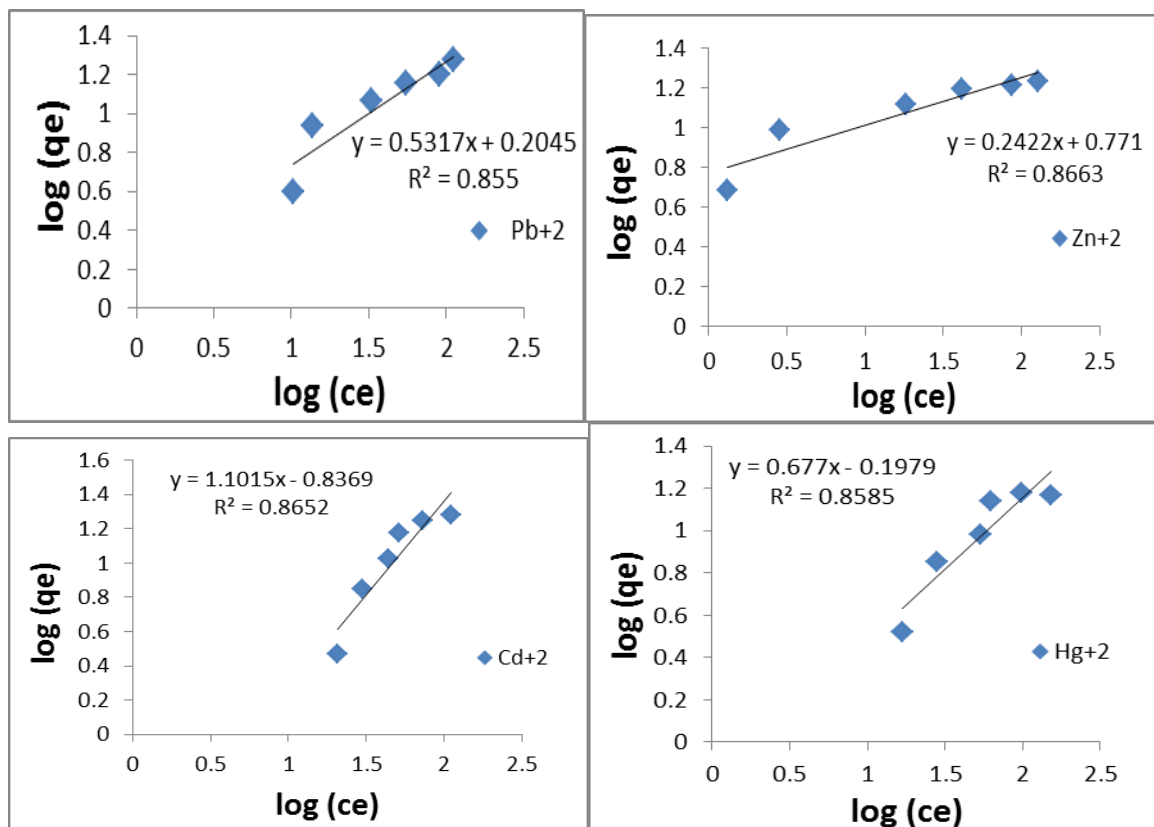 1.4
1.2
1
0.8
0.6
0.4
0.2
0
0
0.5
1
1.5
2
2.5
log (qe)
log (ce)
y = 0.5317x + 0.2045
R² = 0.855
Pb+2
1.4
1.2
1
0.8
0.6
0.4
0.2
0
0
0.5
1
1.5
2
2.5
log (qe)
log (ce)
y = 0.2422x + 0.771
R² = 0.8663
Zn+2
1.6
1.4
1.2
1
0.8
0.6
0.4
0.2
0
0
0.5
1
1.5
2
2.5
log (qe)
log (ce)
y = 1.1015x - 0.8369
R² = 0.8652
Cd+2
1.4
1.2
1
0.8
0.6
0.4
0.2
0
0
0.5
1
1.5
2
2.5
log (qe)
log (ce)
y = 0.677x - 0.1979
R² = 0.8585
Hg+2